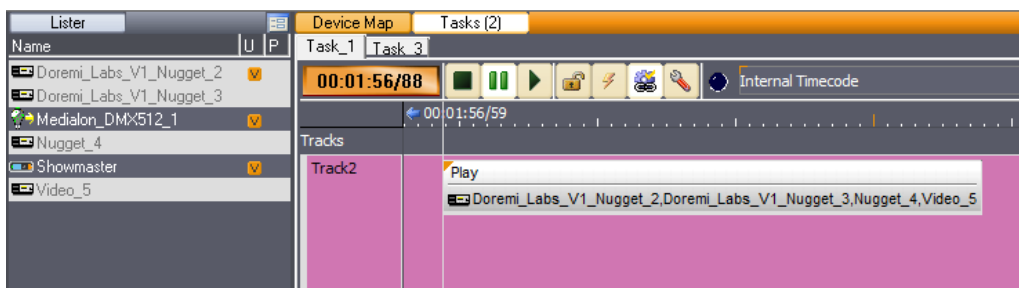 Lister
Device Map
Tasks (2)
Name
U
P
Task_1
Task_3
Doremi_Labs_V1_Nugget_2
V
Doremi_Labs_V1_Nugget_3
Medialon_DMX512_1
V
Nugget_4
Showmaster
V
Video_5
00:01:56/88
Internal Timecode
00:01:56/59
Tracks
Track2
Play
Doremi_Labs_V1_Nugget_2,Doremi_Labs_V1_Nugget_3,Nugget_4,Video_5